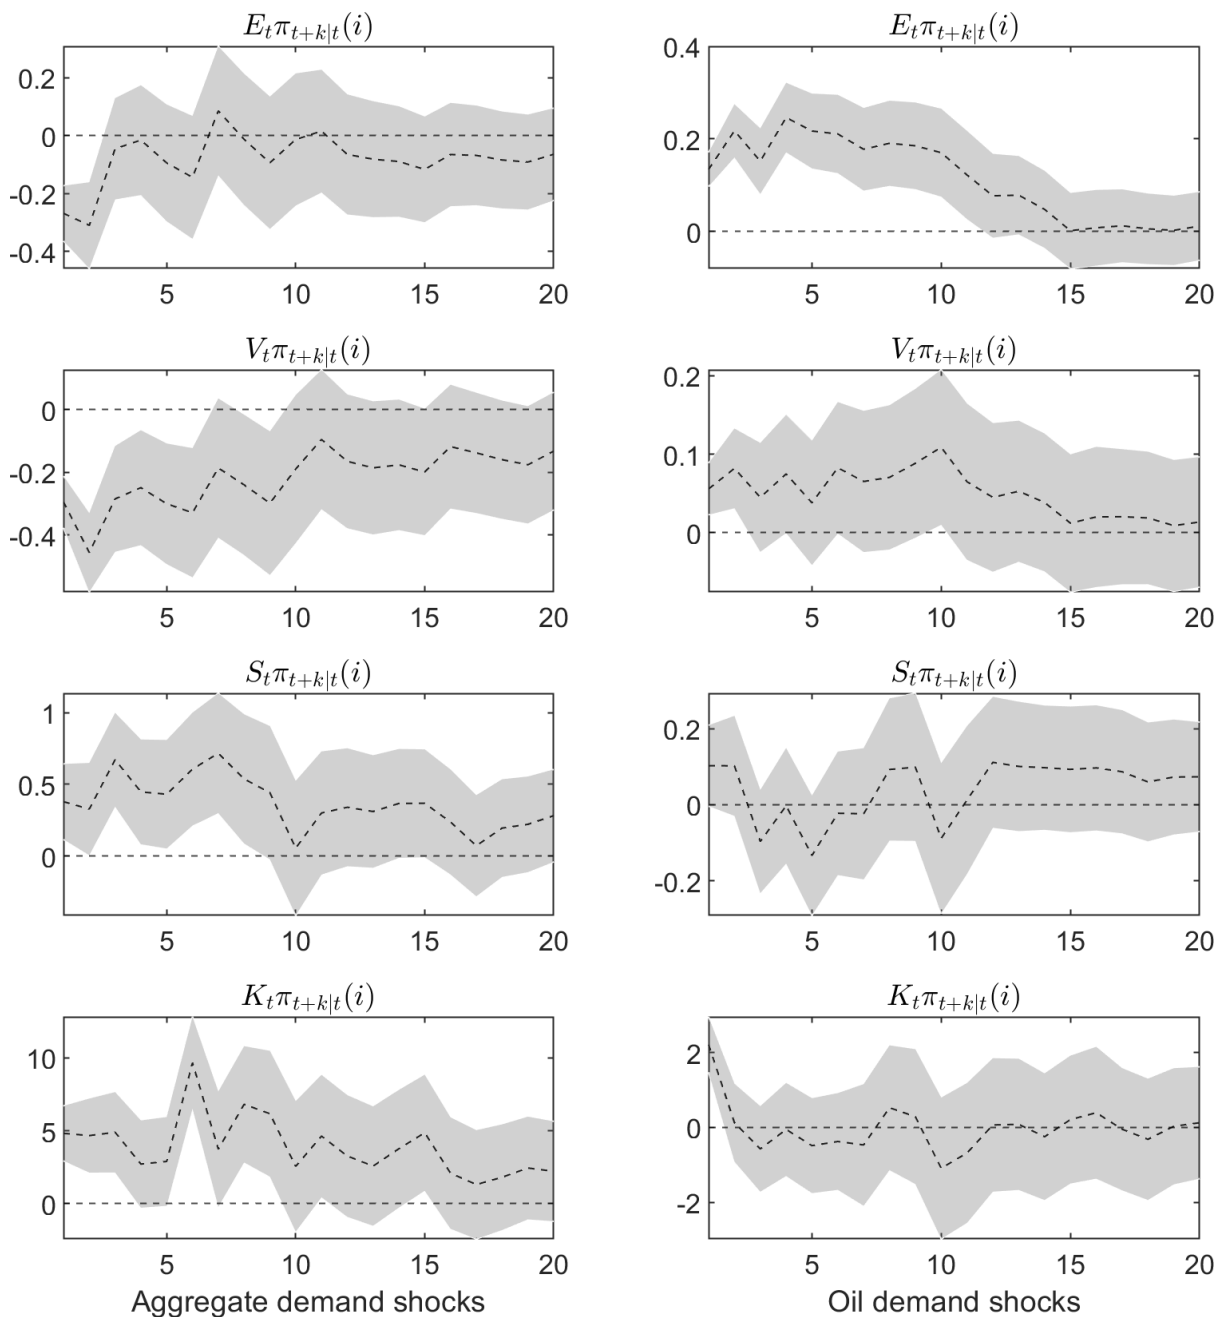 E_tπ_{t+k|t}(i)
0.2
0
-0.2
-0.4
5 10 15 20
E_tπ_{t+k|t}(i)
0.4
0.2
0
5 10 15 20
V_tπ_{t+k|t}(i)
0
-0.2
-0.4
5 10 15 20
V_tπ_{t+k|t}(i)
0.2
0.1
0
5 10 15 20
S_tπ_{t+k|t}(i)
1
0.5
0
5 10 15 20
S_tπ_{t+k|t}(i)
0.2
0
-0.2
5 10 15 20
K_tπ_{t+k|t}(i)
10
5
0
5 10 15 20
Aggregate demand shocks
K_tπ_{t+k|t}(i)
2
0
-2
5 10 15 20
Oil demand shocks